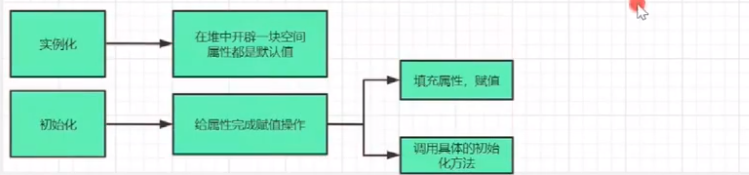 实例化
在堆中开辟一块空间
属性都是默认值
填充属性，赋值
初始化
给属性完成赋值操作
调用具体的初始
化方法